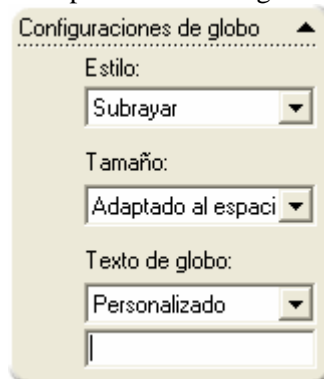 Configuraciones de globo
Estilo:
Subrayar
Tamaño:
Adaptado al espaci
Texto de globo:
Personalizado